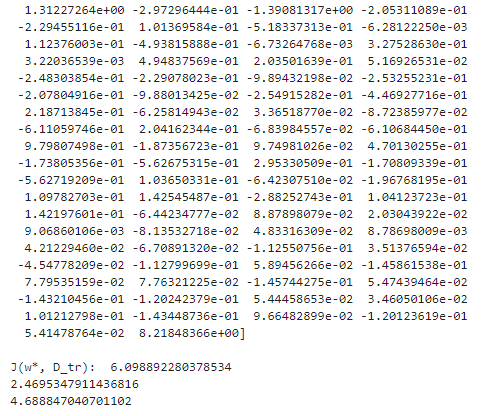 1.31227264e+00 -2.97296444e-01 -1.39081317e+00 -2.05311089e-01
-2.29455116e-01 1.01369584e-01 -5.18337313e-01 -6.28122250e-03
1.12376003e-01 -4.93815888e-01 -6.73264768e-03 3.27528630e-01
3.22036539e-03 4.94837569e-01 2.03501639e-01 5.16926531e-02
-2.48303854e-01 -2.29078023e-01 -9.89432198e-02 -2.53255231e-01
-2.07804916e-01 -9.88013425e-02 -2.54915282e-01 -4.46927716e-01
2.18713845e-01 -6.25814943e-02 3.36518770e-02 -8.72385977e-02
-6.11059746e-01 2.04162344e-01 -6.83984557e-02 -6.10684450e-01
9.79807498e-01 -1.87356723e-01 9.74981026e-02 4.70130255e-01
-1.73805356e-01 -5.62675315e-01 2.95330509e-01 -1.70809339e-01
-5.62719209e-01 1.03650331e-01 -6.42307510e-02 -1.96768195e-01
1.09782703e-01 1.42545487e-01 -2.88252743e-01 1.04123723e-01
1.42197601e-01 -6.44234777e-02 8.87898079e-02 2.03043922e-02
9.06860106e-03 -8.13532718e-02 4.83316309e-02 8.78698009e-03
4.21229460e-02 -6.70891320e-02 -1.12550756e-01 3.51376594e-02
-4.54778209e-02 -1.12799699e-01 5.89456266e-02 -1.45861538e-01
7.79535159e-02 7.76321225e-02 -1.45744275e-01 5.47439464e-02
-1.43210456e-01 -1.20242379e-01 5.44458653e-02 3.46050106e-02
1.01212798e-01 -1.43448736e-01 9.66482899e-02 -1.20123619e-01
5.41478764e-02 8.21848366e+00]
J(w*, D_tr): 6.098892280378534
2.4695347911436816
4.688847040701102